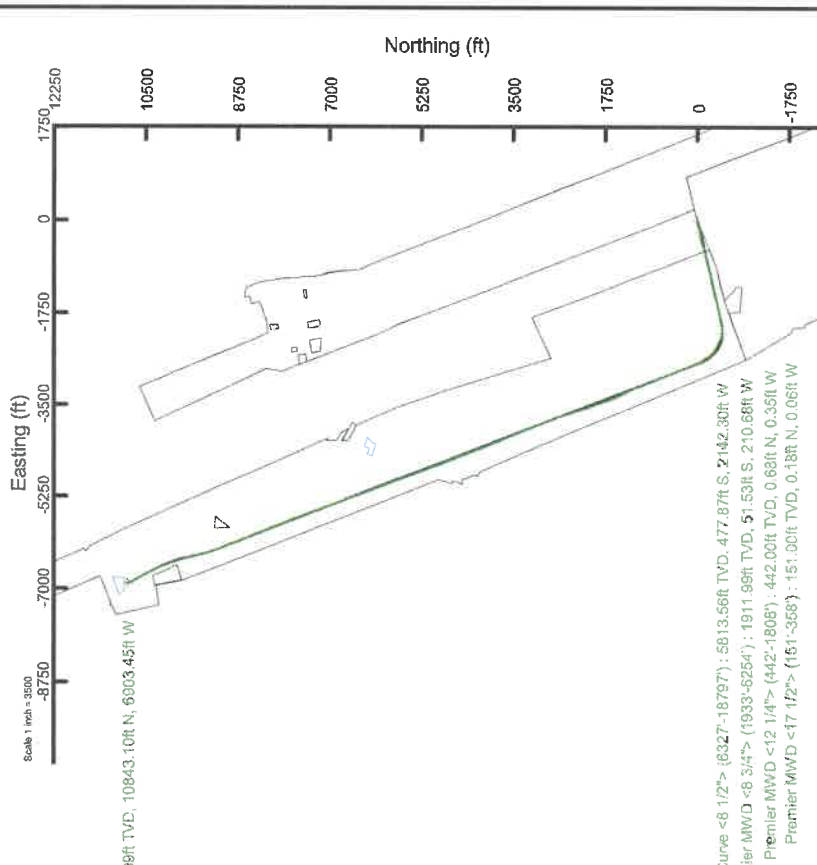 Northing (ft)
12250
10500
8750
7000
5250
3500
1750
0
-1750
Easting (ft)
1750
0
-1750
-3500
-5250
-7000
-8750
Scale 1 inch = 3500
99ft TVD, 10843.10ft N, 6903.45ft W
Curve <8 1/2"> (6327'-18797') : 5813.56ft TVD, 477.87ft S, 2142.30ft W
ier MWD <8 3/4"> (1933'-6254') : 1911.99ft TVD, 51.53ft S, 210.68ft W
Premier MWD <12 1/4"> (442'-1808') : 442.00ft TVD, 0.68ft N, 0.35ft W
Premier MWD <17 1/2"> (151'-358') : 151.00ft TVD, 0.18ft N, 0.06ft W